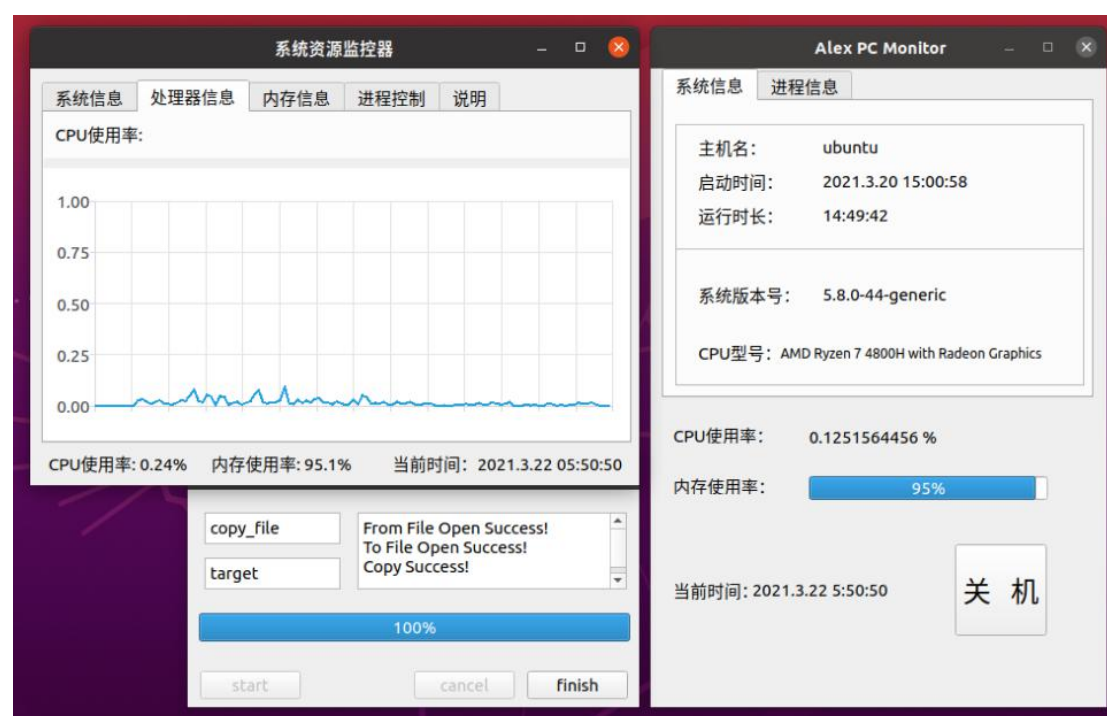 系统资源监控器
系统信息 处理器信息 内存信息 进程控制 说明
CPU使用率:
1.00
0.75
0.50
0.25
0.00
CPU使用率: 0.24% 内存使用率: 95.1% 当前时间: 2021.3.22 05:50:50
copy_file
target
From File Open Success!
To File Open Success!
Copy Success!
100%
start cancel finish
Alex PC Monitor
系统信息 进程信息
主机名: ubuntu
启动时间: 2021.3.20 15:00:58
运行时长: 14:49:42
系统版本号: 5.8.0-44-generic
CPU型号: AMD Ryzen 7 4800H with Radeon Graphics
CPU使用率: 0.1251564456 %
内存使用率: 95%
当前时间: 2021.3.22 5:50:50
关 机